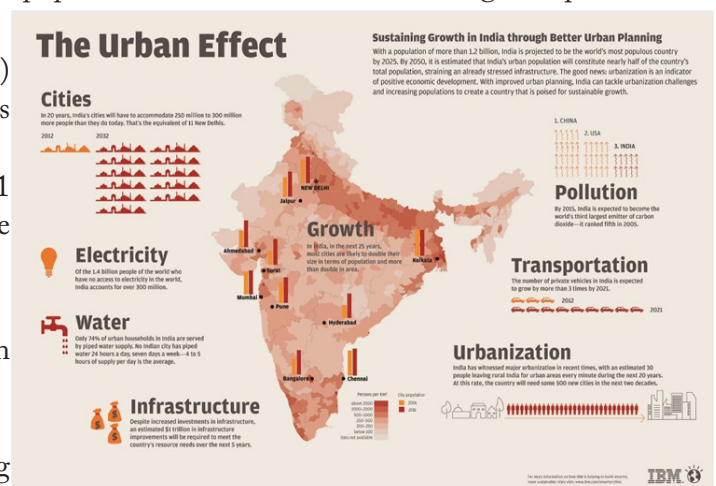 The Urban Effect
Sustaining Growth in India through Better Urban Planning
With a population of more than 1.2 billion, India is projected to be the world's most populous country
by 2025. By 2050, it is estimated that India's urban population will constitute nearly half of the country's
total population, straining an already stressed infrastructure. The good news: urbanization is an indicator
of positive economic development. With improved urban planning, India can tackle urbanization challenges
and increasing populations to create a country that is poised for sustainable growth.
Cities
In 20 years, India's cities will have to accommodate 250 million to 300 million
more people than they do today. That's the equivalent of 11 New Delhis.
2012
2032
1. CHINA
2. USA
3. INDIA
Pollution
By 2015, India is expected to become the
world's third largest emitter of carbon
dioxide—it ranked fifth in 2005.
NEW DELHI
Jaipur
Growth
In India, in the next 25 years,
most cities are likely to double their
size in terms of population and more
than double in area.
Ahmedabad
Surat
Mumbai
Pune
Kolkata
Hyderabad
Bangalore
Chennai
Electricity
Of the 1.4 billion people of the world who
have no access to electricity in the world,
India accounts for over 300 million.
Transportation
The number of private vehicles in India is expected
to grow by more than 3 times by 2021.
2012
2021
Water
Only 74% of urban households in India are served
by piped water supply. No Indian city has piped
water 24 hours a day, seven days a week—4 to 5
hours of supply per day is the average.
Urbanization
India has witnessed major urbanization in recent times, with an estimated 30
people leaving rural India for urban areas every minute during the next 20 years.
At this rate, the country will need some 500 new cities in the next two decades.
Infrastructure
Despite increased investments in infrastructure,
an estimated $1 trillion in infrastructure
improvements will be required to meet the
country's resource needs over the next 5 years.
Persons per km²
City population
data not available
IBM